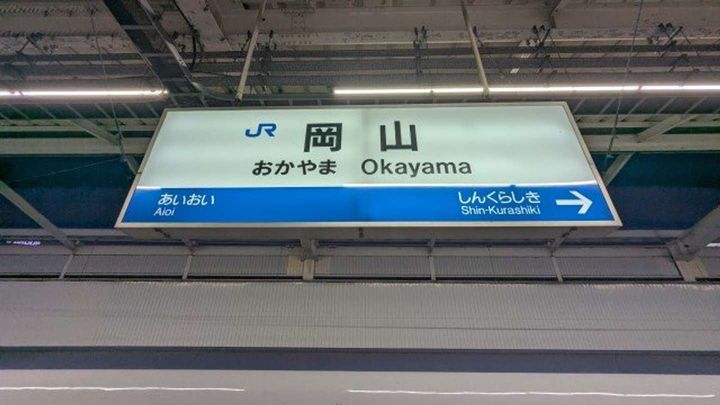 JR 岡山
おかやま Okayama
あいおい しんくらしき →
Aioi Shin-Kurashiki